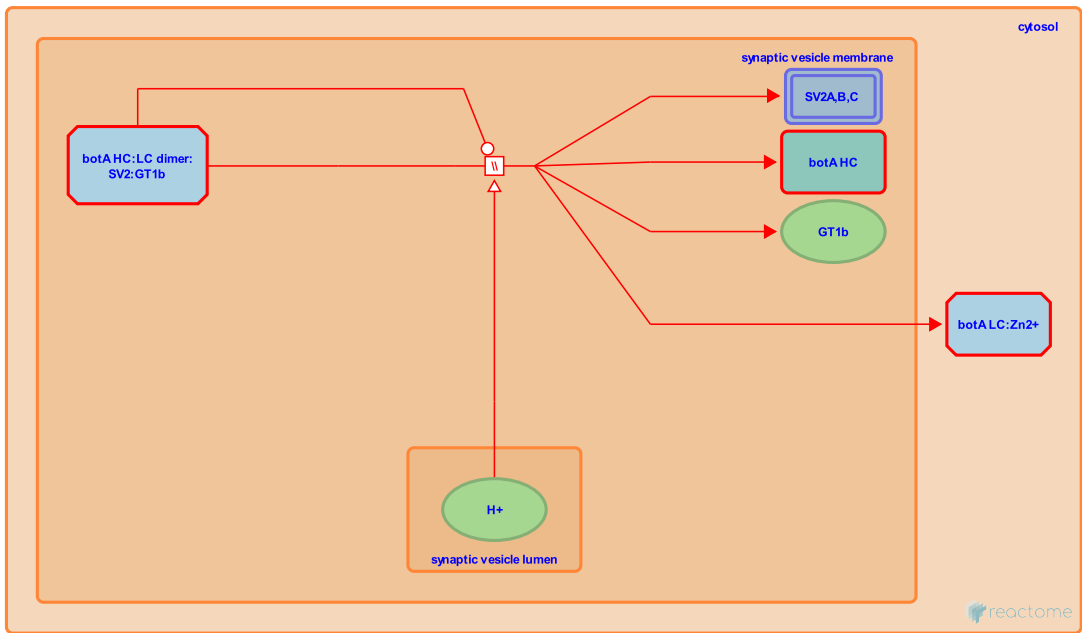 cytosol
synaptic vesicle membrane
SV2A,B,C
botA HC:LC dimer:
SV2:GT1b
\\
botA HC
GT1b
botA LC:Zn2+
H+
synaptic vesicle lumen
reactome